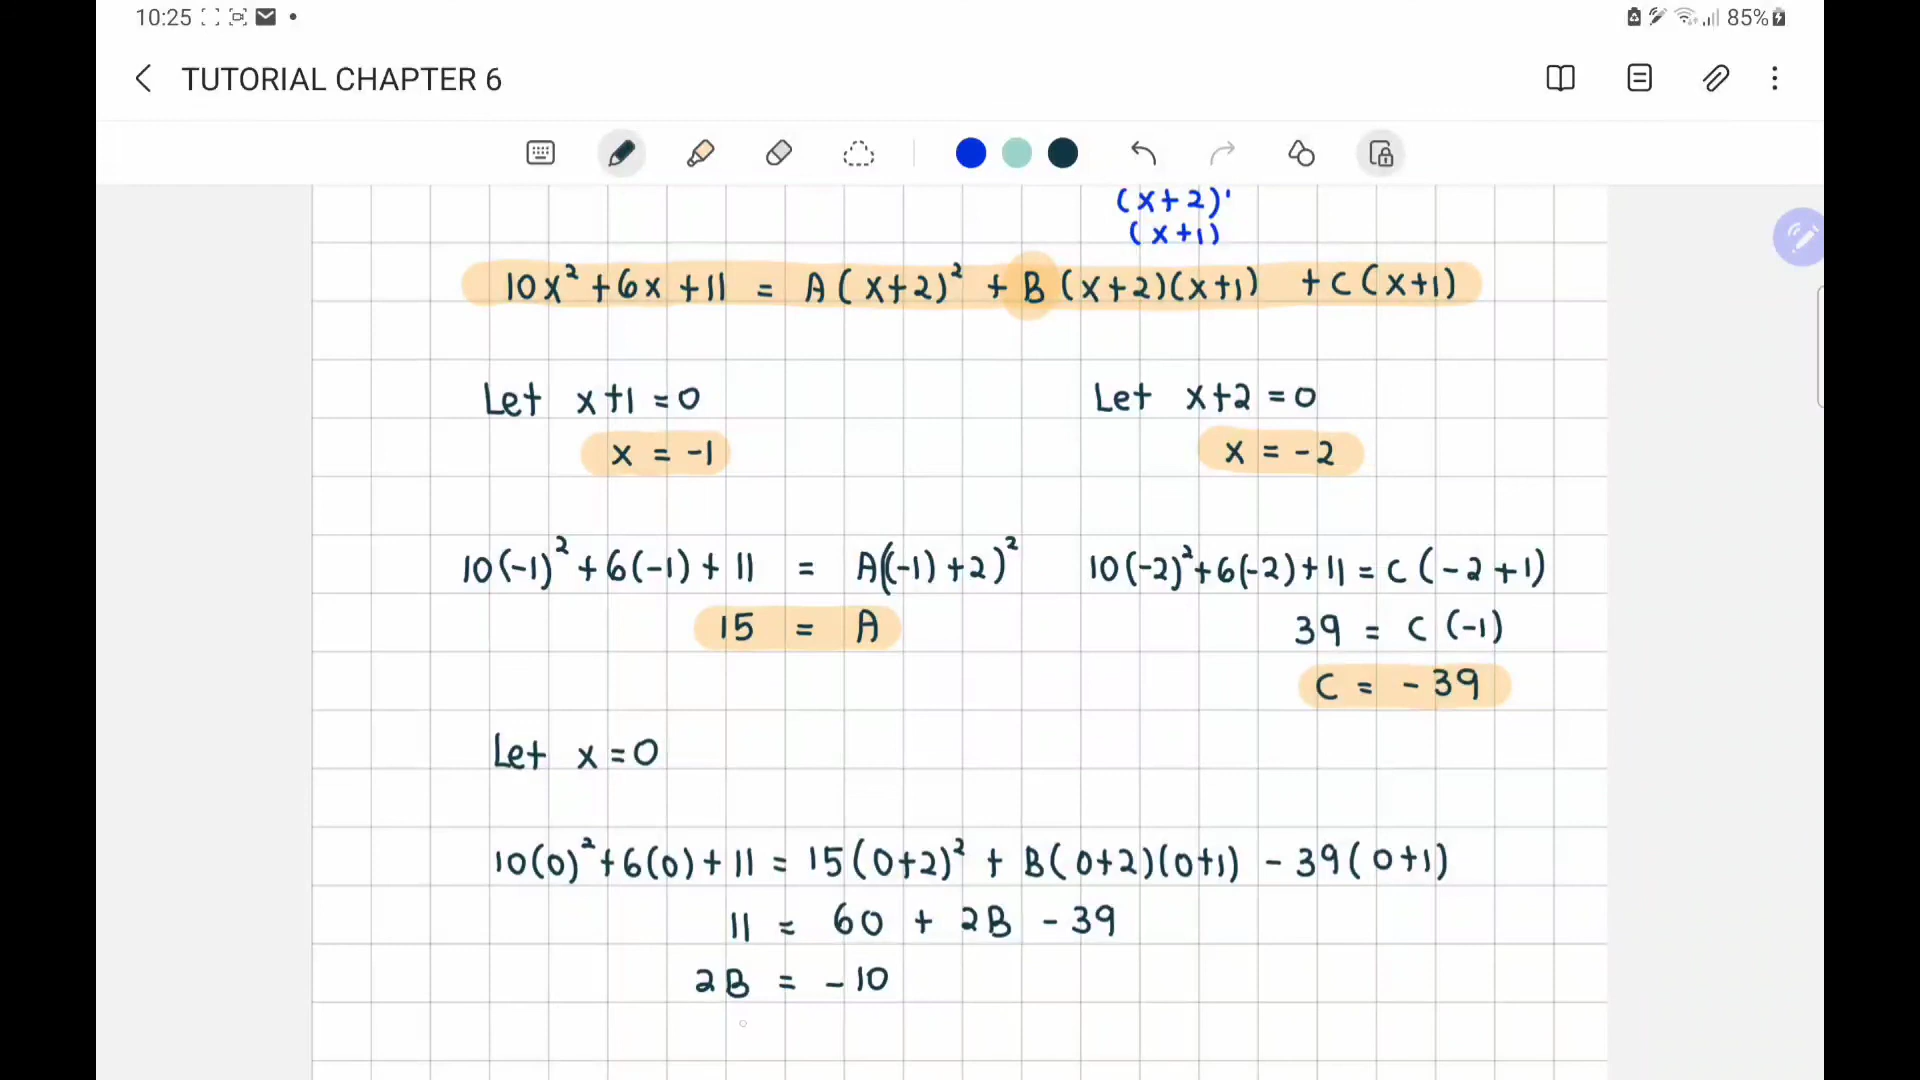 10:25
85%
TUTORIAL CHAPTER 6
(x+2)'
(x+1)
10x² + 6x + 11 = A(x+2)² + B(x+2)(x+1) + C(x+1)
Let x+1 = 0
x = -1
Let x+2 = 0
x = -2
10(-1)² + 6(-1) + 11 = A((-1)+2)²
15 = A
10(-2)² + 6(-2) + 11 = C(-2+1)
39 = C(-1)
C = -39
Let x = 0
10(0)² + 6(0) + 11 = 15(0+2)² + B(0+2)(0+1) - 39(0+1)
11 = 60 + 2B - 39
2B = -10